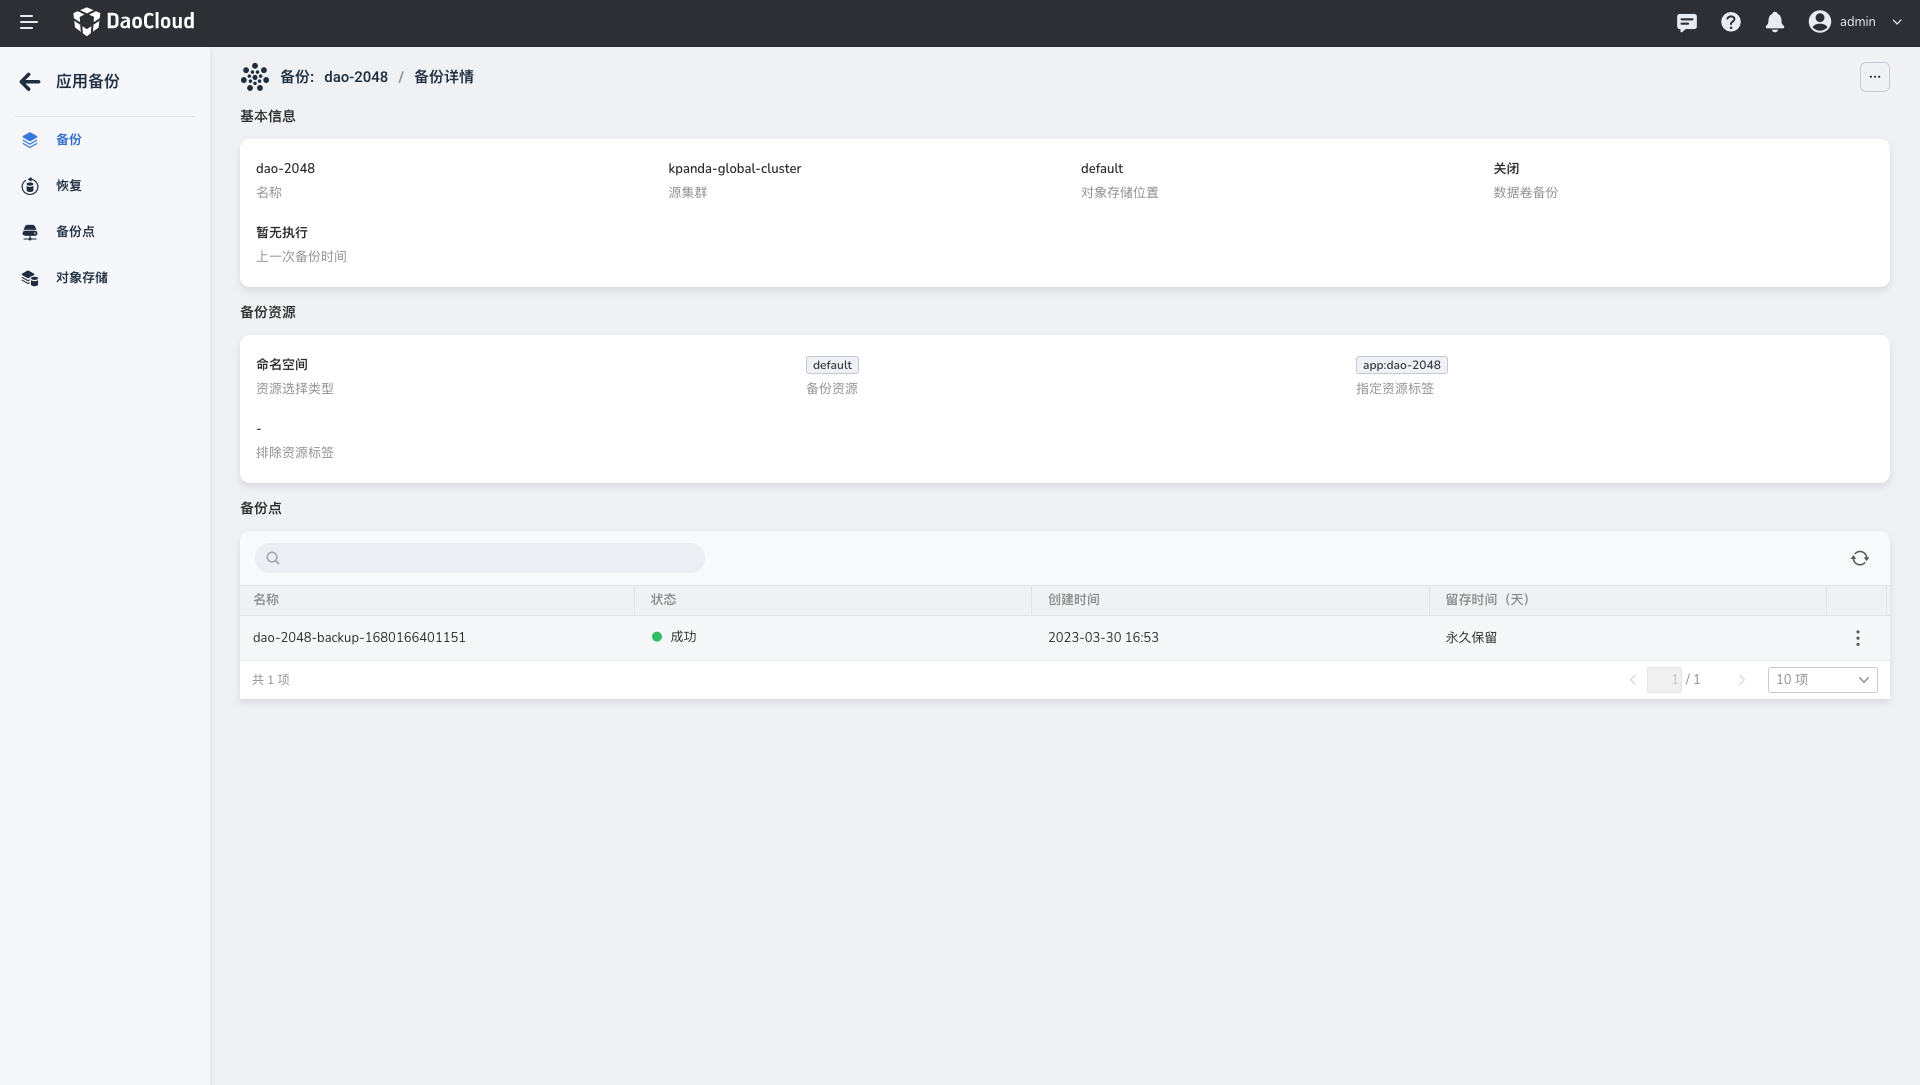 DaoCloud
admin
应用备份
备份
恢复
备份点
对象存储
备份: dao-2048 / 备份详情
基本信息
dao-2048
名称
kpanda-global-cluster
源集群
default
对象存储位置
关闭
数据卷备份
暂无执行
上一次备份时间
备份资源
命名空间
资源选择类型
default
备份资源
app:dao-2048
指定资源标签
-
排除资源标签
备份点
名称 状态 创建时间 留存时间（天）
dao-2048-backup-1680166401151 成功 2023-03-30 16:53 永久保留
共 1 项
1 / 1
10 项